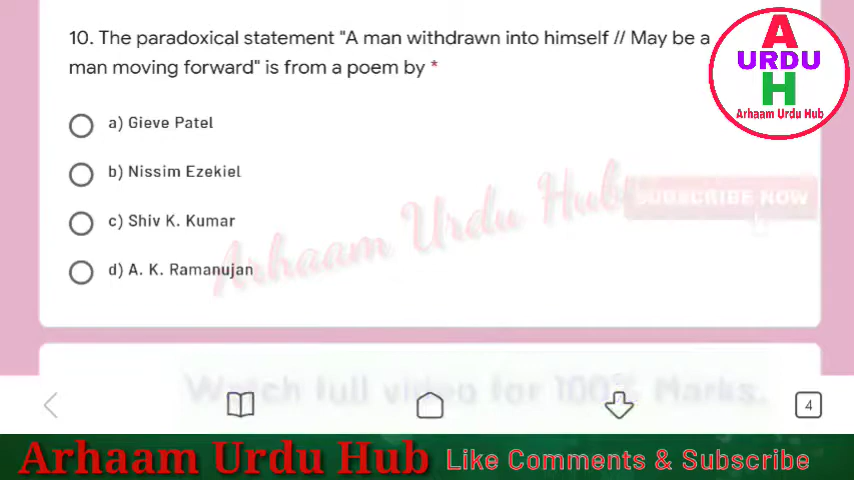 10. The paradoxical statement "A man withdrawn into himself // May be a
man moving forward" is from a poem by *
a) Gieve Patel
b) Nissim Ezekiel
c) Shiv K. Kumar
d) A. K. Ramanujan
A
URDU
H
Arhaam Urdu Hub
SUBSCRIBE NOW
Arhaam Urdu Hub
Watch full video for 100% Marks.
4
Arhaam Urdu Hub Like Comments & Subscribe